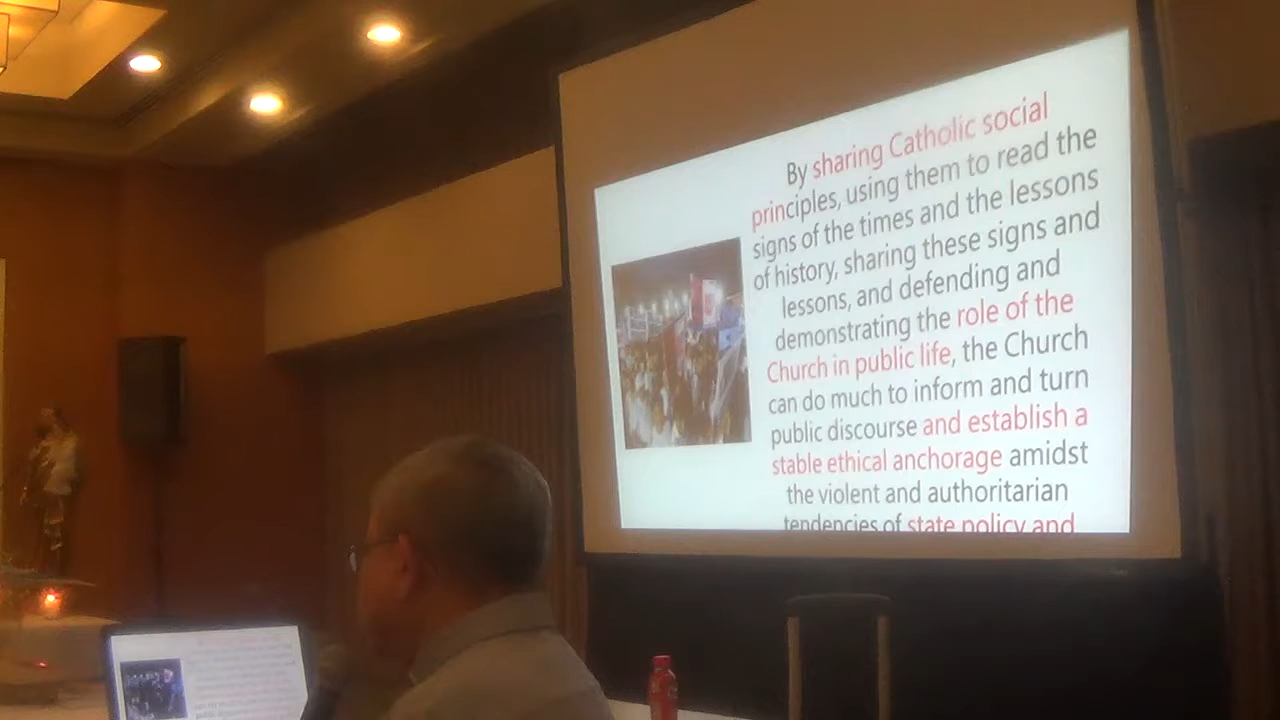 By sharing Catholic social
principles, using them to read the
signs of the times and the lessons
of history, sharing these signs and
lessons, and defending and
demonstrating the role of the
Church in public life, the Church
can do much to inform and turn
public discourse and establish a
stable ethical anchorage amidst
the violent and authoritarian
tendencies of state policy and